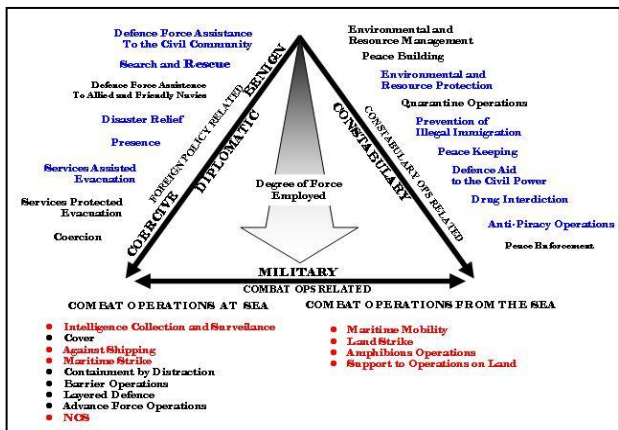 Defence Force Assistance
To the Civil Community
Search and Rescue
Defence Force Assistence
To Allied and Friendly Navies
Disaster Relief
Presence
Services Assisted
Evacuation
Services Protected
Evacuation
Coercion
FOREIGN POLICY RELATED
COERCIVE DIPLOMATIC BENIGN
Degree of Force
Employed
CONSTABULARY
CONSTABULARY OPS RELATED
Environmental and
Resource Management
Peace Building
Environmental and
Resource Protection
Quarantine Operations
Prevention of
Illegal Immigration
Peace Keeping
Defence Aid
to the Civil Power
Drug Interdiction
Anti-Piracy Operations
Peace Enforcement
MILITARY
COMBAT OPS RELATED
COMBAT OPERATIONS AT SEA
• Intelligence Collection and Surveilance
• Cover
• Against Shipping
• Maritime Strike
• Containment by Distraction
• Barrier Operations
• Layered Defence
• Advance Force Operations
• NCS
COMBAT OPERATIONS FROM THE SEA
• Maritime Mobility
• Land Strike
• Amphibious Operations
• Support to Operations on Land